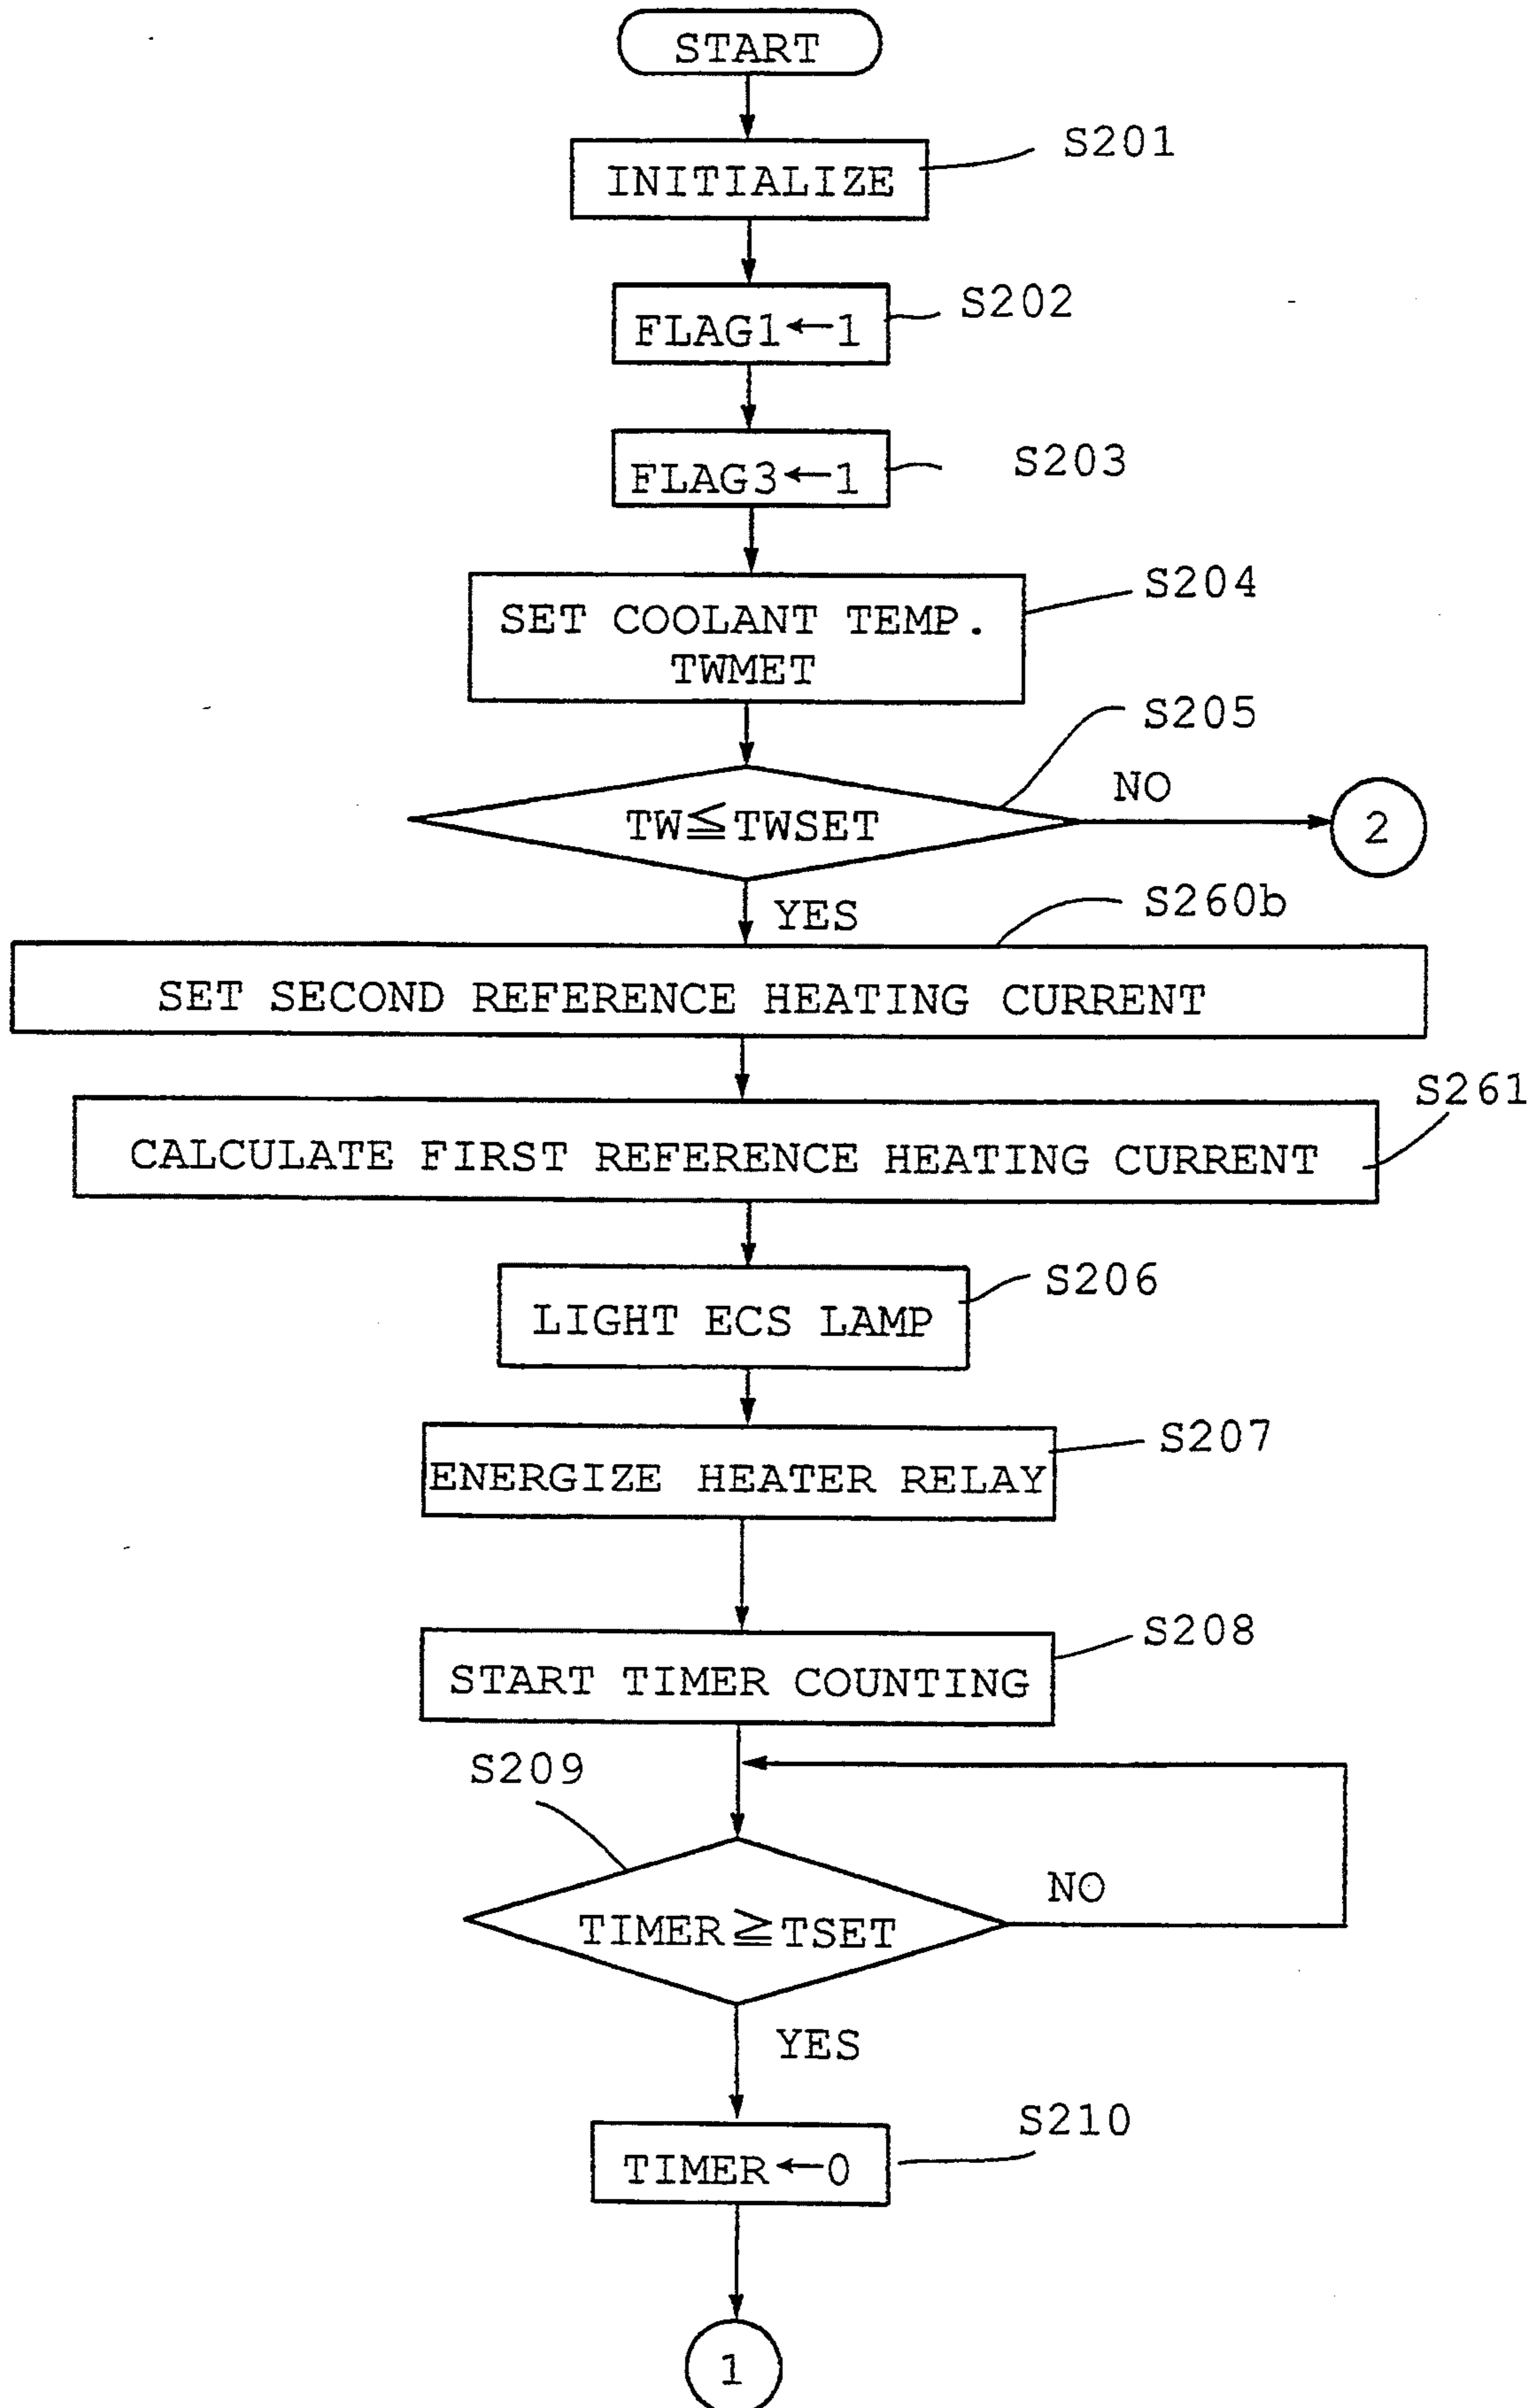 START
S201
INITIALIZE
S202
FLAG1←1
S203
FLAG3←1
S204
SET COOLANT TEMP.
TWMET
S205
NO
TW≦TWSET
2
YES
S260b
SET SECOND REFERENCE HEATING CURRENT
S261
CALCULATE FIRST REFERENCE HEATING CURRENT
S206
LIGHT ECS LAMP
S207
ENERGIZE HEATER RELAY
S208
START TIMER COUNTING
S209
NO
TIMER≧TSET
YES
S210
TIMER←0
1